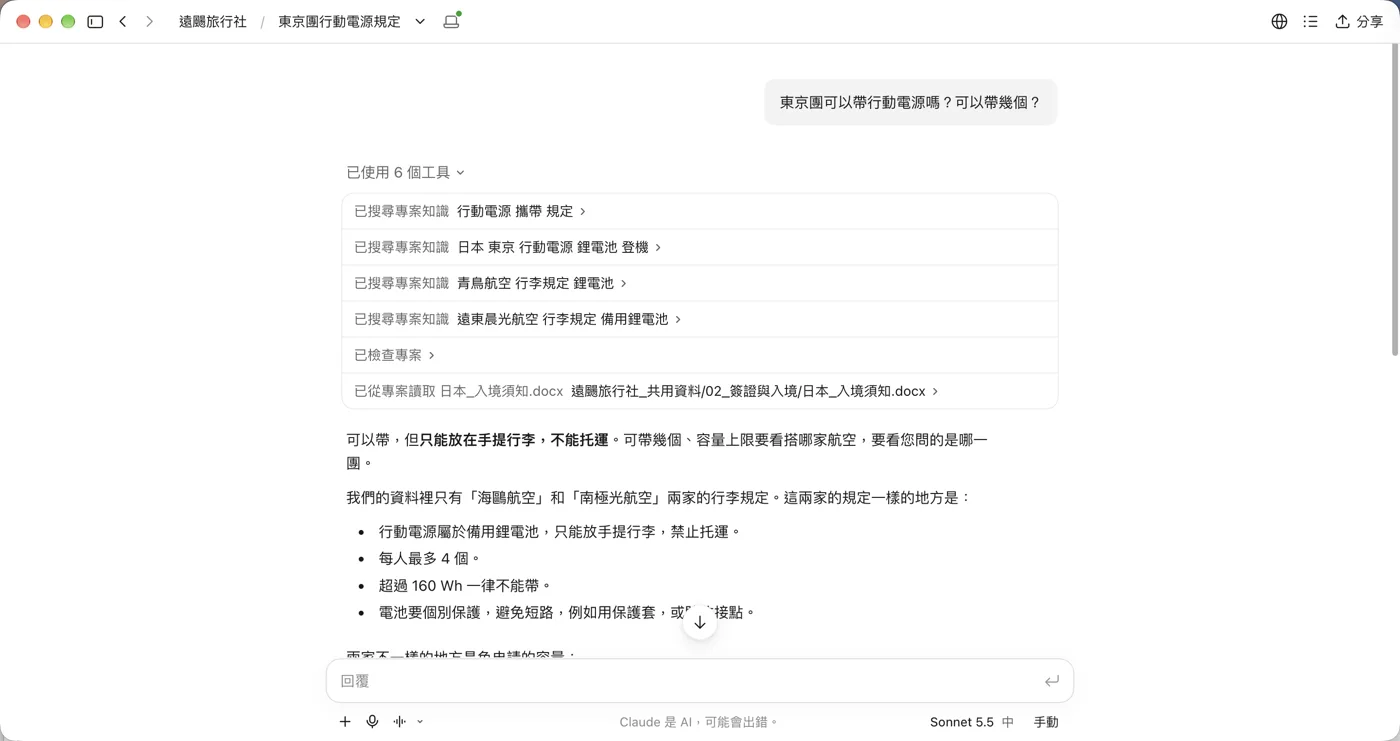 遠颺旅行社 / 東京團行動電源規定
分享
東京團可以帶行動電源嗎？可以帶幾個？
已使用 6 個工具
已搜尋專案知識 行動電源 攜帶 規定
已搜尋專案知識 日本 東京 行動電源 鋰電池 登機
已搜尋專案知識 青鳥航空 行李規定 鋰電池
已搜尋專案知識 遠東晨光航空 行李規定 備用鋰電池
已檢查專案
已從專案讀取 日本_入境須知.docx 遠颺旅行社_共用資料/02_簽證與入境/日本_入境須知.docx
可以帶，但只能放在手提行李，不能托運。可帶幾個、容量上限要看搭哪家航空，要看您問的是哪一
團。
我們的資料裡只有「海鷗航空」和「南極光航空」兩家的行李規定。這兩家的規定一樣的地方是：
• 行動電源屬於備用鋰電池，只能放手提行李，禁止托運。
• 每人最多 4 個。
• 超過 160 Wh 一律不能帶。
• 電池要個別保護，避免短路，例如用保護套，或 接點。
兩家不一樣的地方是免申請的容量：
回覆
Claude 是 AI，可能會出錯。
Sonnet 5.5 中 手動